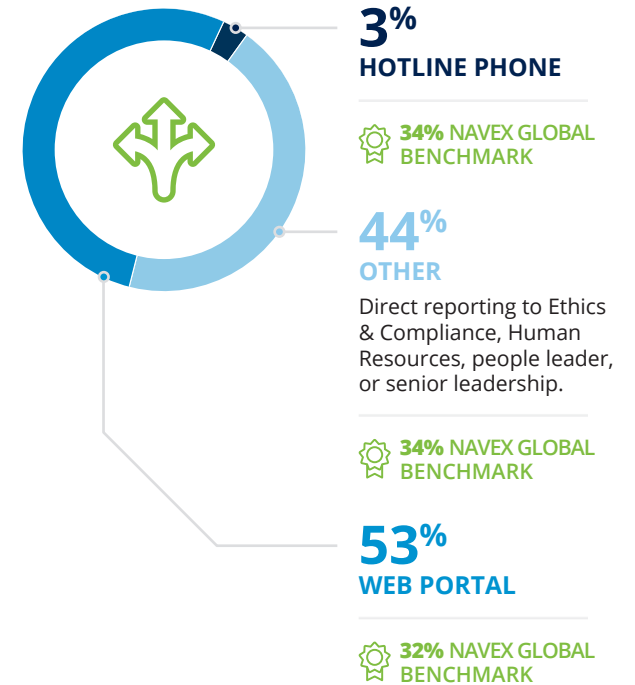 3%
HOTLINE PHONE
34% NAVEX GLOBAL
BENCHMARK
44%
OTHER
Direct reporting to Ethics
& Compliance, Human
Resources, people leader,
or senior leadership.
34% NAVEX GLOBAL
BENCHMARK
53%
WEB PORTAL
32% NAVEX GLOBAL
BENCHMARK